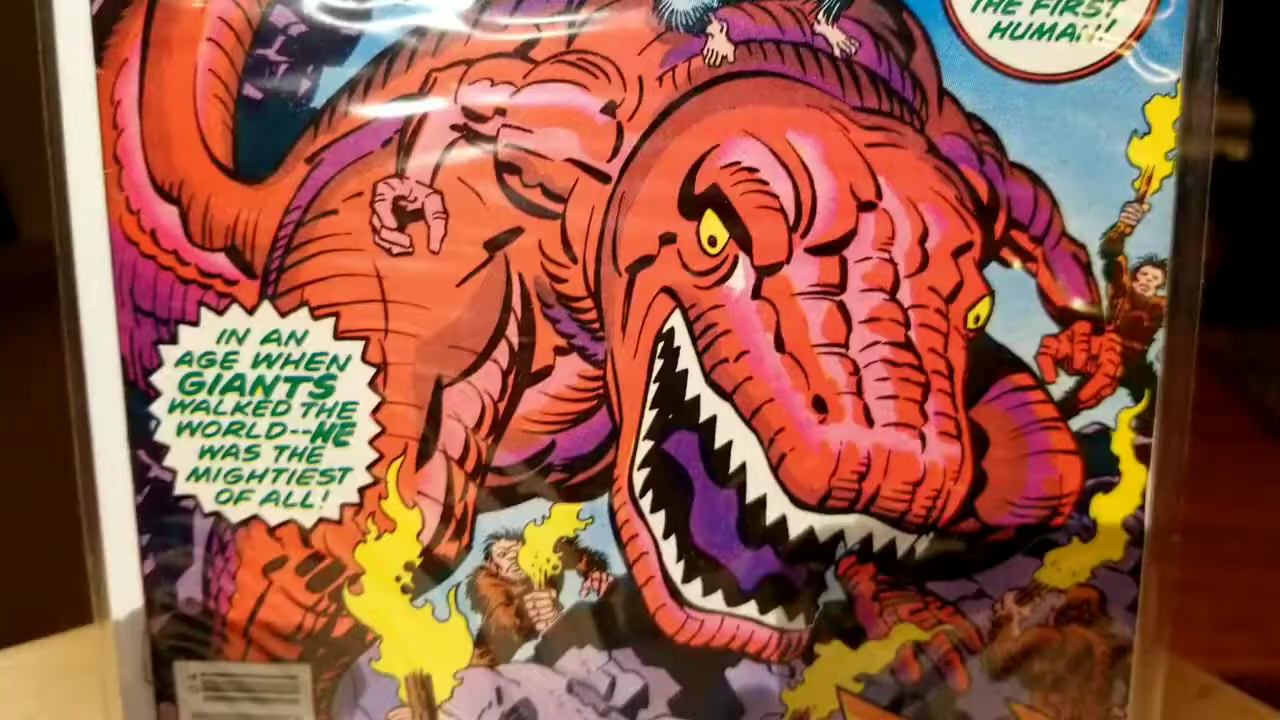 THE FIRST
HUMAN!
IN AN
AGE WHEN
GIANTS
WALKED THE
WORLD--HE
WAS THE
MIGHTIEST
OF ALL!